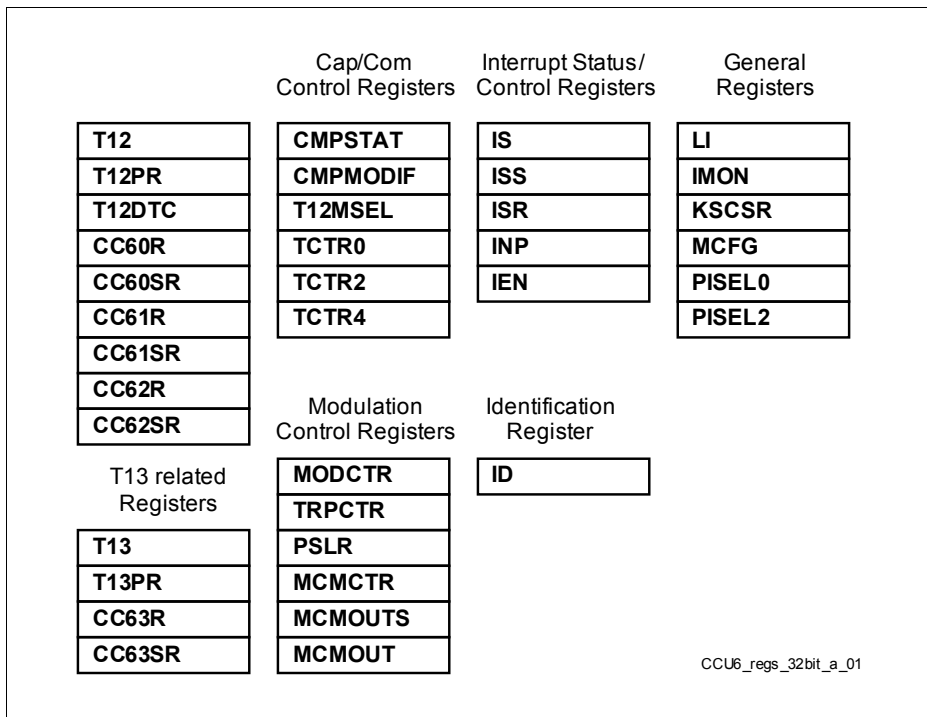 T12
T12PR
T12DTC
CC60R
CC60SR
CC61R
CC61SR
CC62R
CC62SR
T13 related
Registers
T13
T13PR
CC63R
CC63SR
Cap/Com
Control Registers
CMPSTAT
CMPMODIF
T12MSEL
TCTR0
TCTR2
TCTR4
Modulation
Control Registers
MODCTR
TRPCTR
PSLR
MCMCTR
MCMOUTS
MCMOUT
Interrupt Status/
Control Registers
IS
ISS
ISR
INP
IEN
Identification
Register
ID
General
Registers
LI
IMON
KSCSR
MCFG
PISEL0
PISEL2
CCU6_regs_32bit_a_01